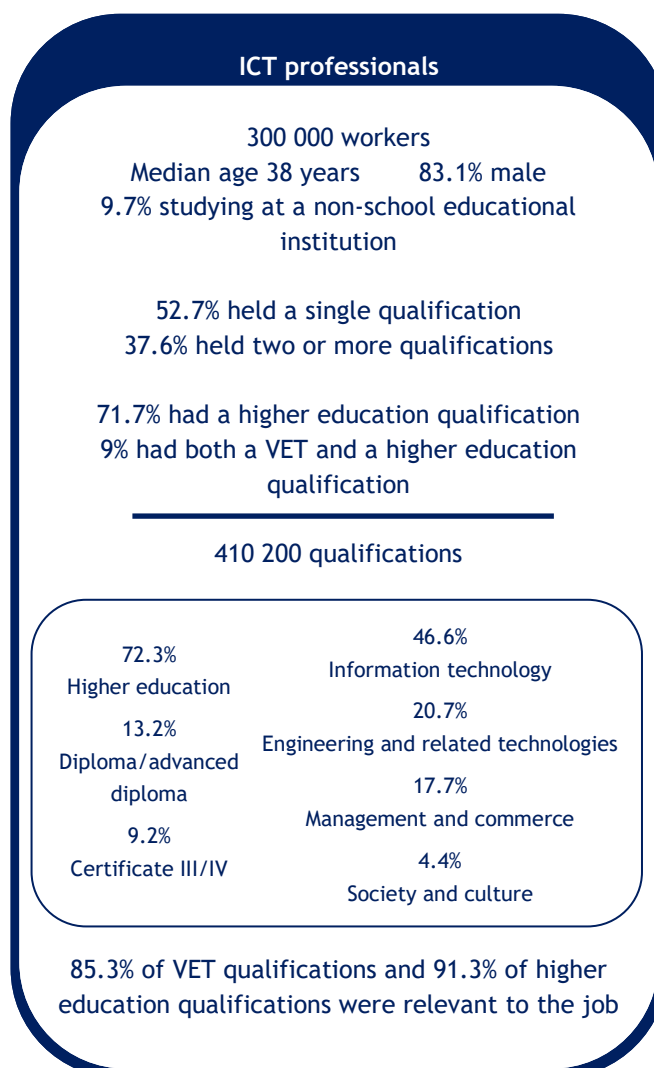 ICT professionals
300 000 workers
Median age 38 years 83.1% male
9.7% studying at a non-school educational
institution
52.7% held a single qualification
37.6% held two or more qualifications
71.7% had a higher education qualification
9% had both a VET and a higher education
qualification
410 200 qualifications
72.3%
Higher education
13.2%
Diploma/advanced
diploma
9.2%
Certificate III/IV
46.6%
Information technology
20.7%
Engineering and related technologies
17.7%
Management and commerce
4.4%
Society and culture
85.3% of VET qualifications and 91.3% of higher
education qualifications were relevant to the job